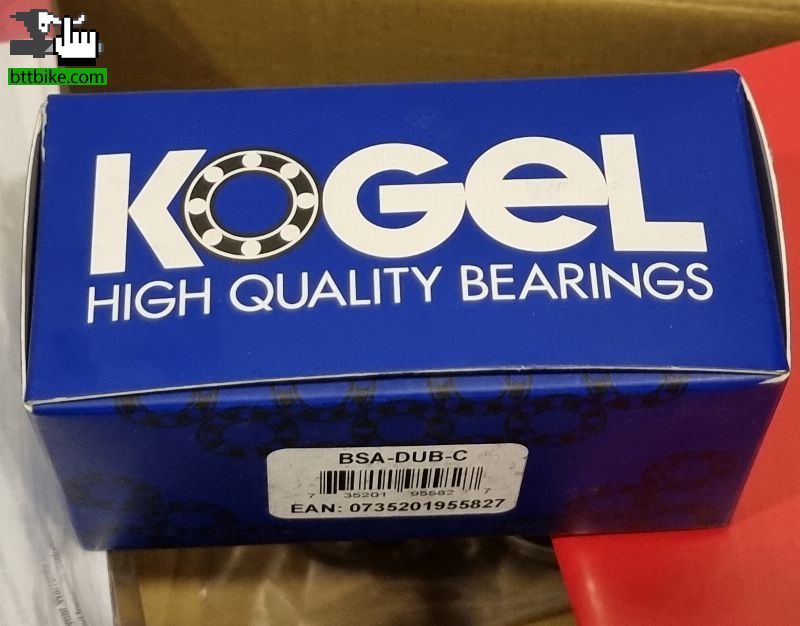 bttbike.com
KOGEL
HIGH QUALITY BEARINGS
BSA-DUB-C
7 35201 95582 7
EAN: 0735201955827